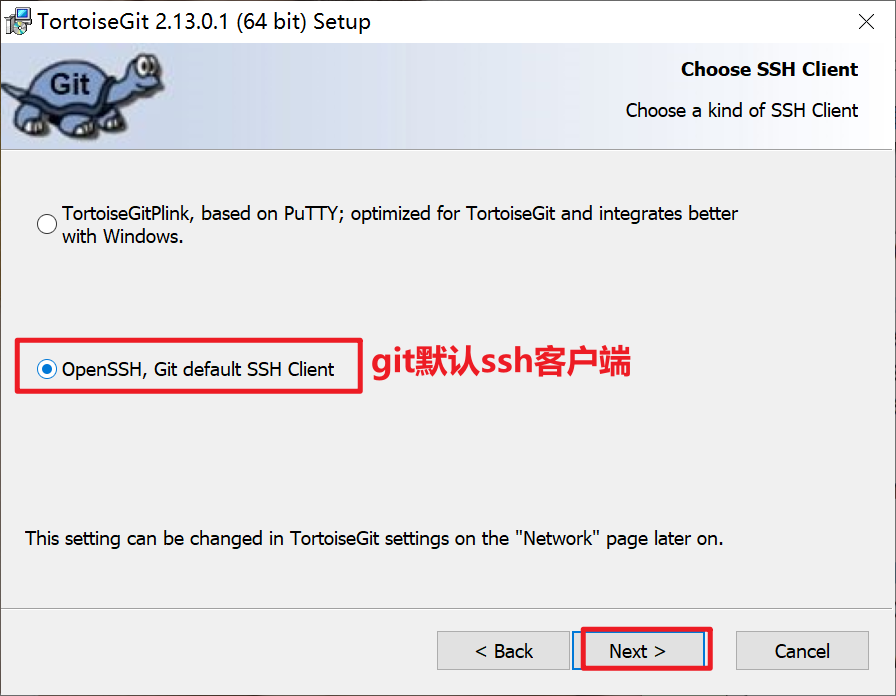 TortoiseGit 2.13.0.1 (64 bit) Setup
Git
Choose SSH Client
Choose a kind of SSH Client
TortoiseGitPlink, based on PuTTY; optimized for TortoiseGit and integrates better
with Windows.
OpenSSH, Git default SSH Client
git默认ssh客户端
This setting can be changed in TortoiseGit settings on the "Network" page later on.
< Back
Next >
Cancel